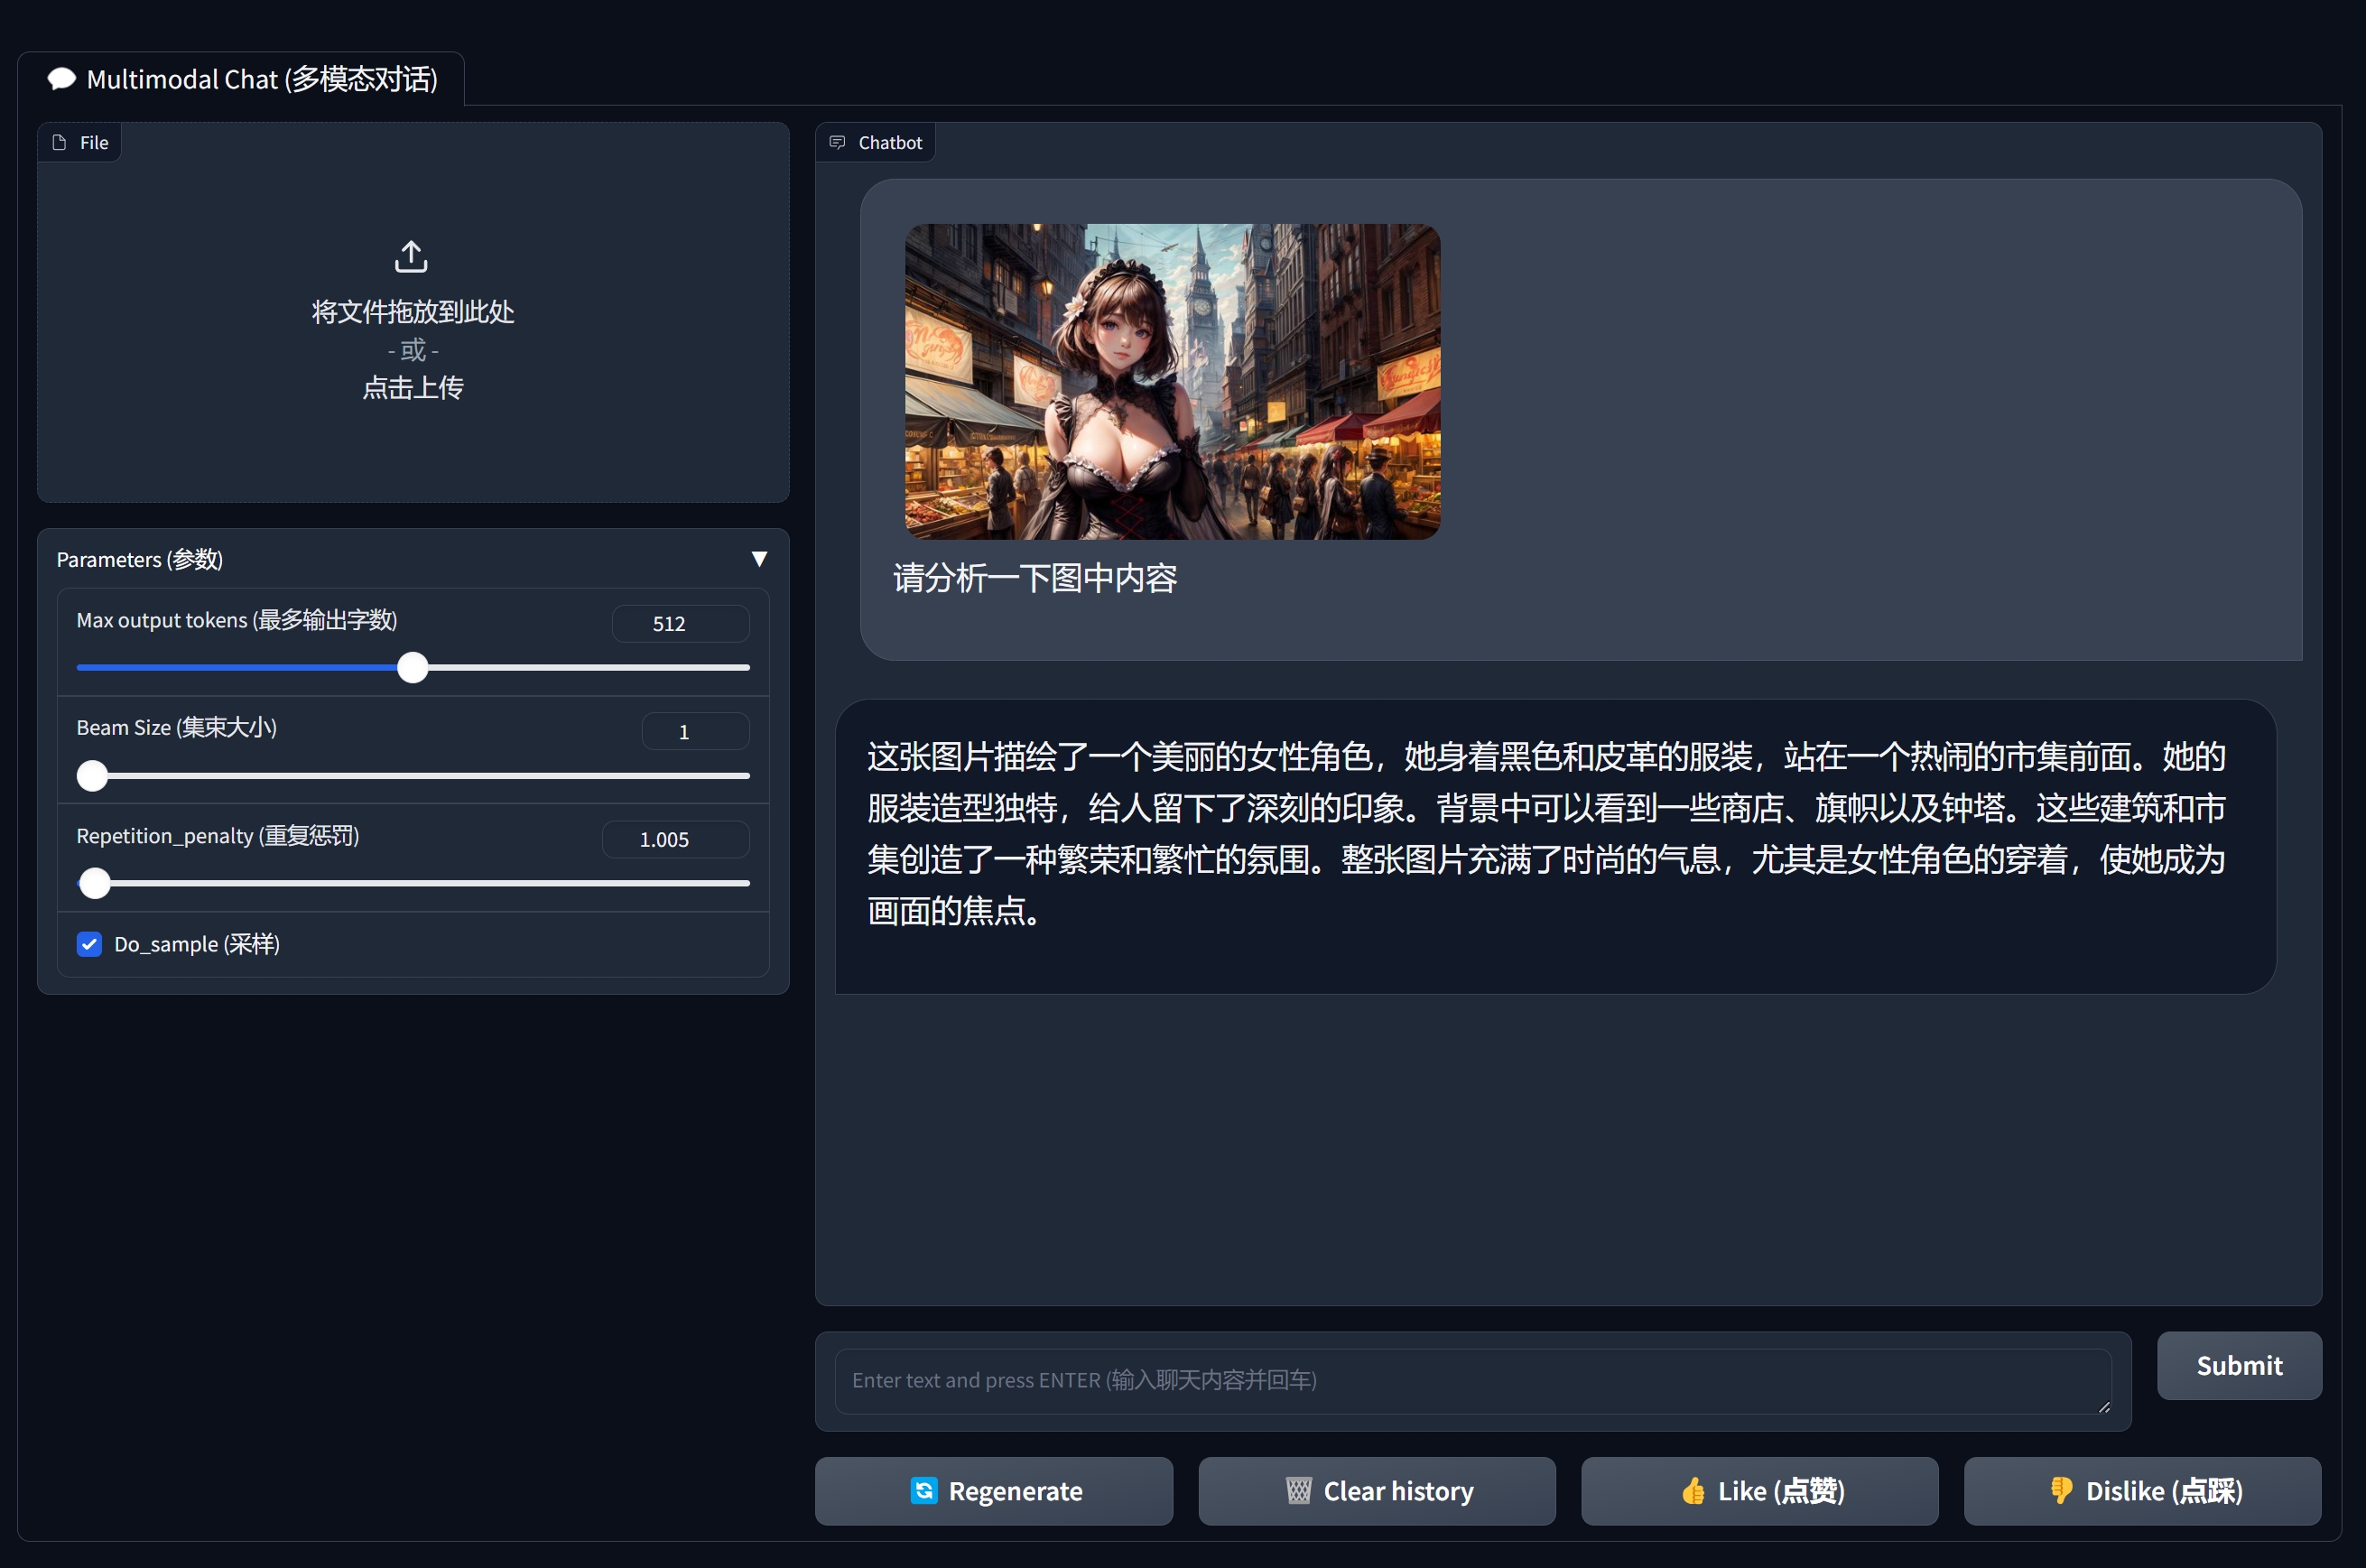 Multimodal Chat (多模态对话)
File
将文件拖放到此处
- 或 -
点击上传
Parameters (参数)
Max output tokens (最多输出字数)
512
Beam Size (集束大小)
1
Repetition_penalty (重复惩罚)
1.005
Do_sample (采样)
Chatbot
请分析一下图中内容
这张图片描绘了一个美丽的女性角色，她身着黑色和皮革的服装，站在一个热闹的市集前面。她的
服装造型独特，给人留下了深刻的印象。背景中可以看到一些商店、旗帜以及钟塔。这些建筑和市
集创造了一种繁荣和繁忙的氛围。整张图片充满了时尚的气息，尤其是女性角色的穿着，使她成为
画面的焦点。
Enter text and press ENTER (输入聊天内容并回车)
Submit
Regenerate
Clear history
Like (点赞)
Dislike (点踩)